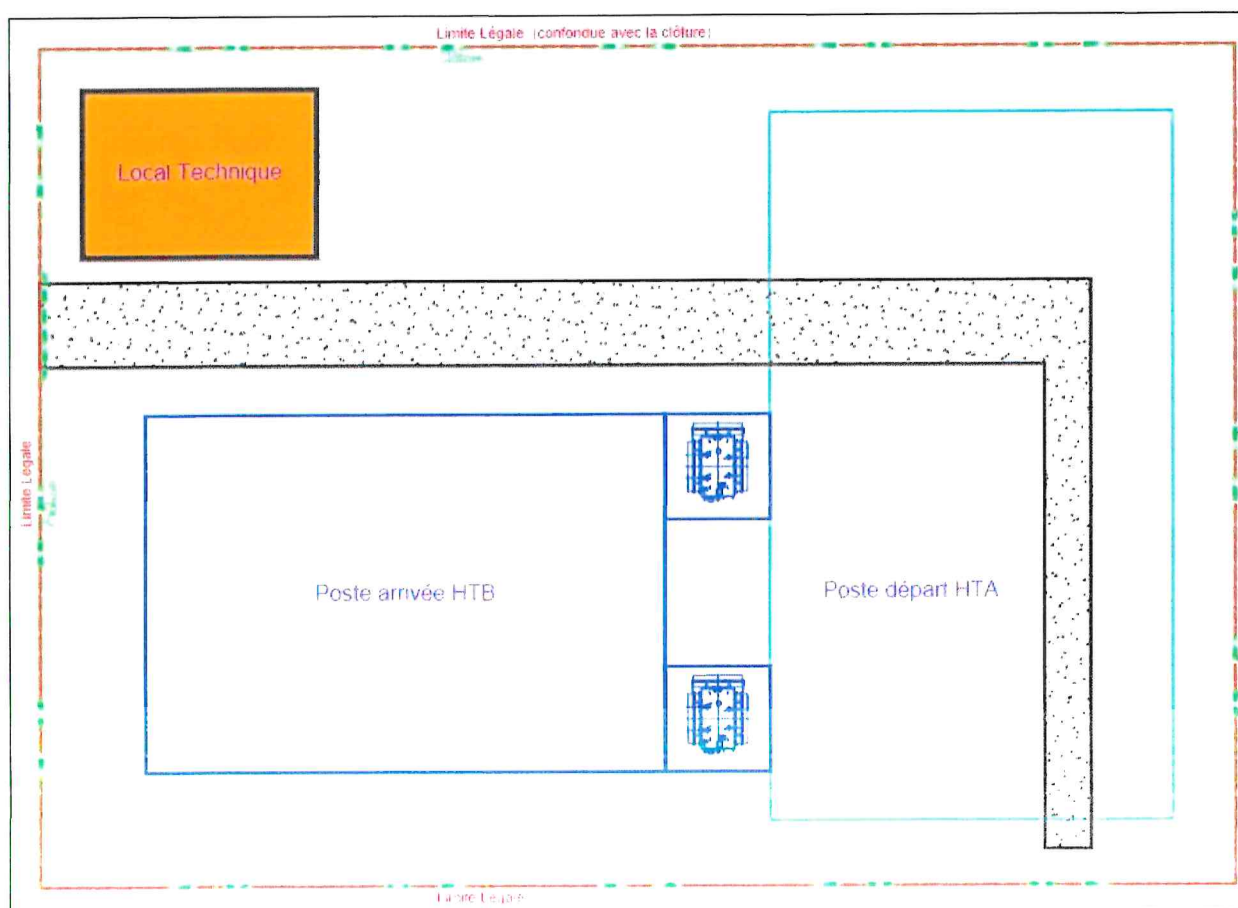 Limite Légale (confondue avec la clôture)
Local Technique
Limite Légale
Poste arrivée HTB
Poste départ HTA
Limite Légale